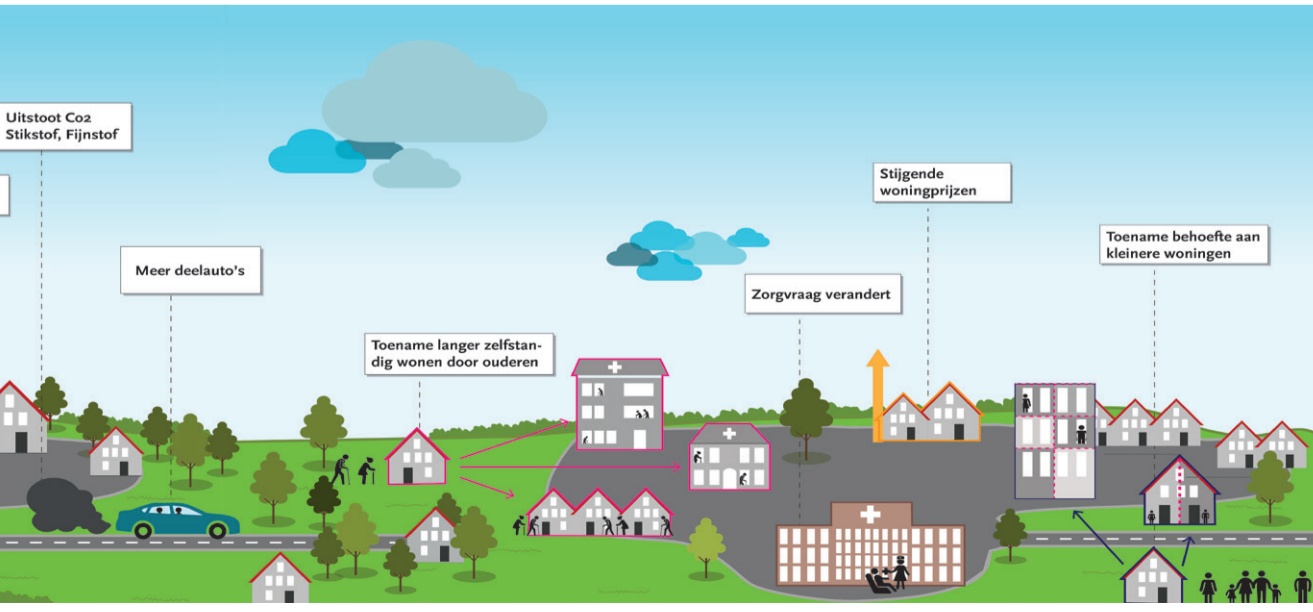 Uitstoot Co2
Stikstof, Fijnstof
Meer deelauto's
Toename langer zelfstan-
dig wonen door ouderen
Zorgvraag verandert
Stijgende
woningprijzen
Toename behoefte aan
kleinere woningen